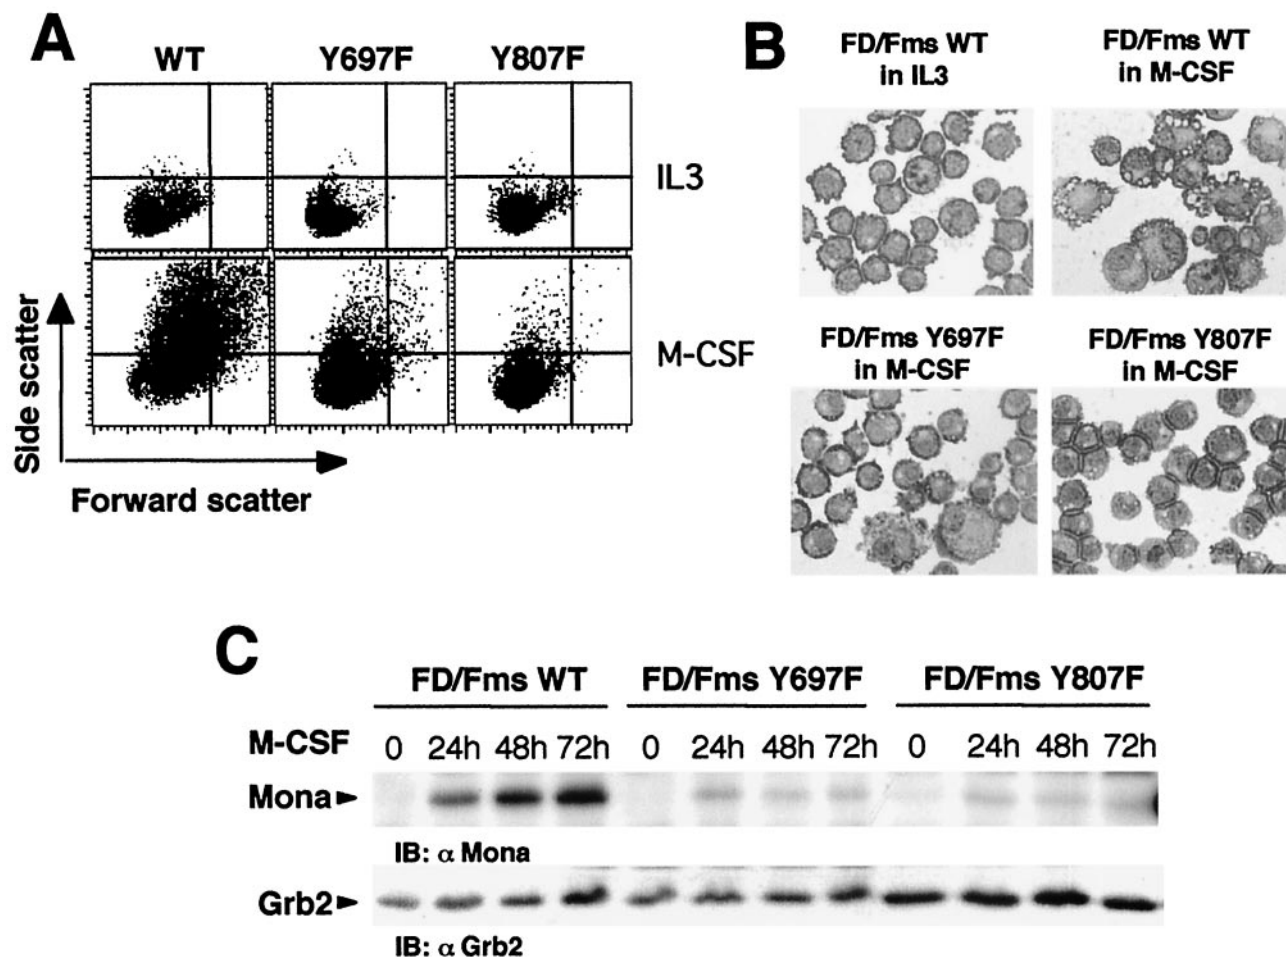 A
WT Y697F Y807F
IL3
M-CSF
Side scatter
Forward scatter
B
FD/Fms WT
in IL3
FD/Fms WT
in M-CSF
FD/Fms Y697F
in M-CSF
FD/Fms Y807F
in M-CSF
C
FD/Fms WT FD/Fms Y697F FD/Fms Y807F
M-CSF 0 24h 48h 72h 0 24h 48h 72h 0 24h 48h 72h
Mona
IB: α Mona
Grb2
IB: α Grb2